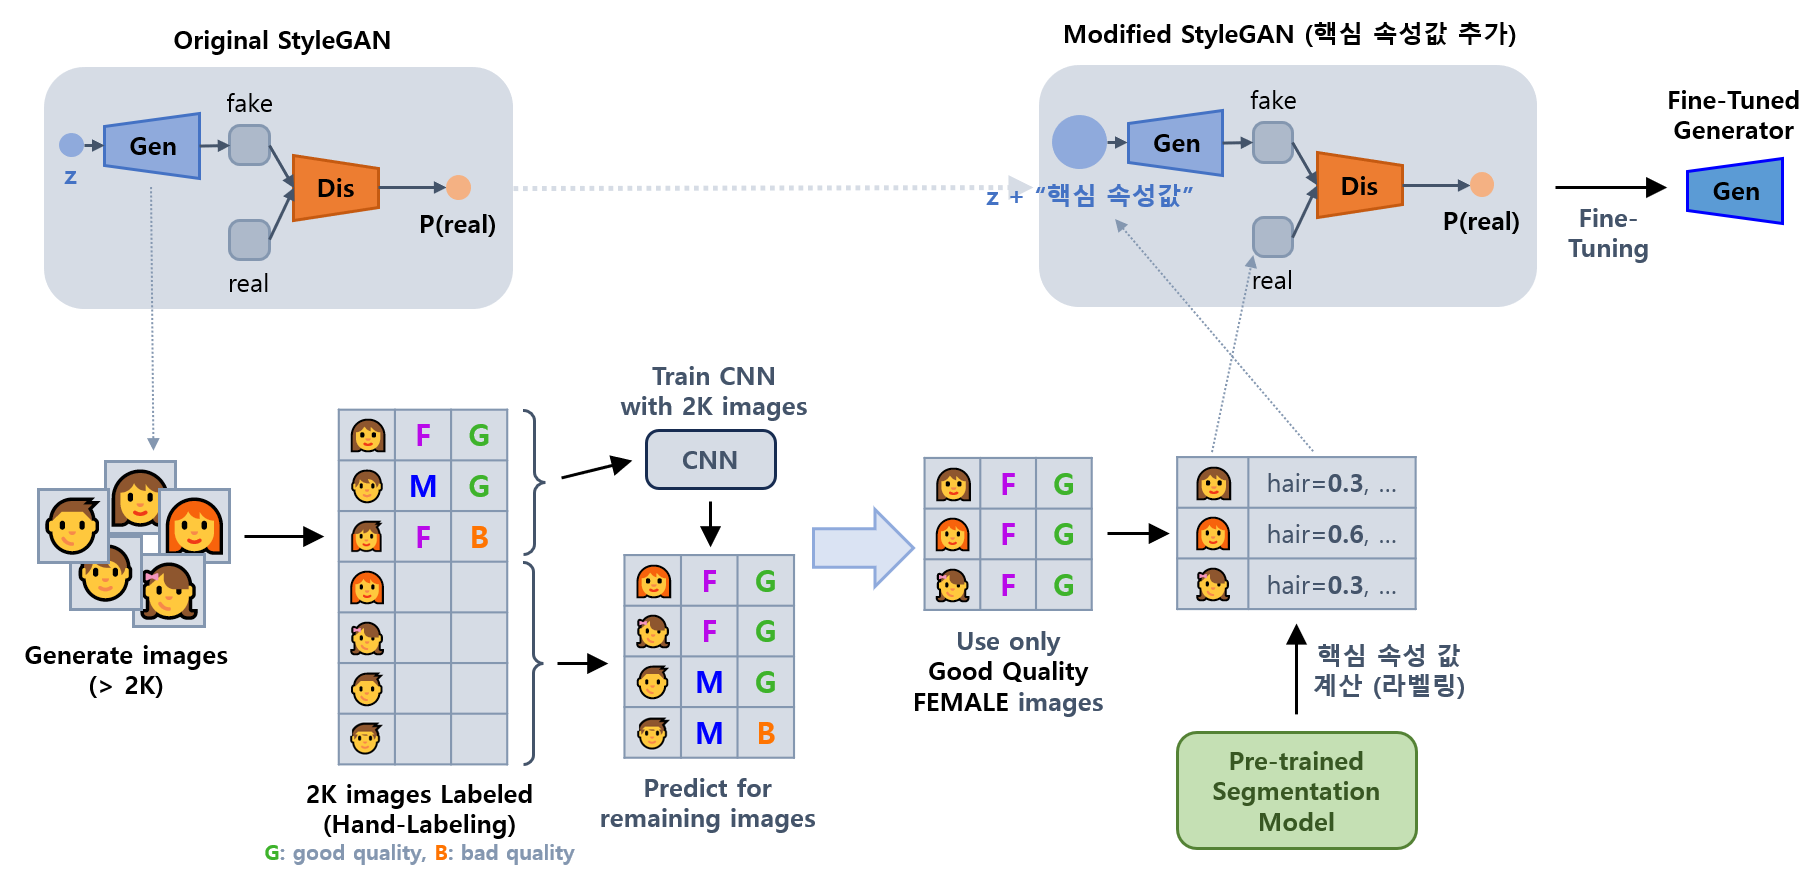 Original StyleGAN
Modified StyleGAN (핵심 속성값 추가)
fake
Gen
z
Dis
P(real)
real
fake
Gen
z + “핵심 속성값”
Dis
P(real)
real
Fine-Tuned
Generator
Gen
Fine-
Tuning
Train CNN
with 2K images
CNN
F G
M G
F B
F G
F G
M G
M B
F G
F G
F G
hair=0.3, ...
hair=0.6, ...
hair=0.3, ...
Generate images
(> 2K)
2K images Labeled
(Hand-Labeling)
G: good quality, B: bad quality
Predict for
remaining images
Use only
Good Quality
FEMALE images
핵심 속성 값
계산 (라벨링)
Pre-trained
Segmentation
Model